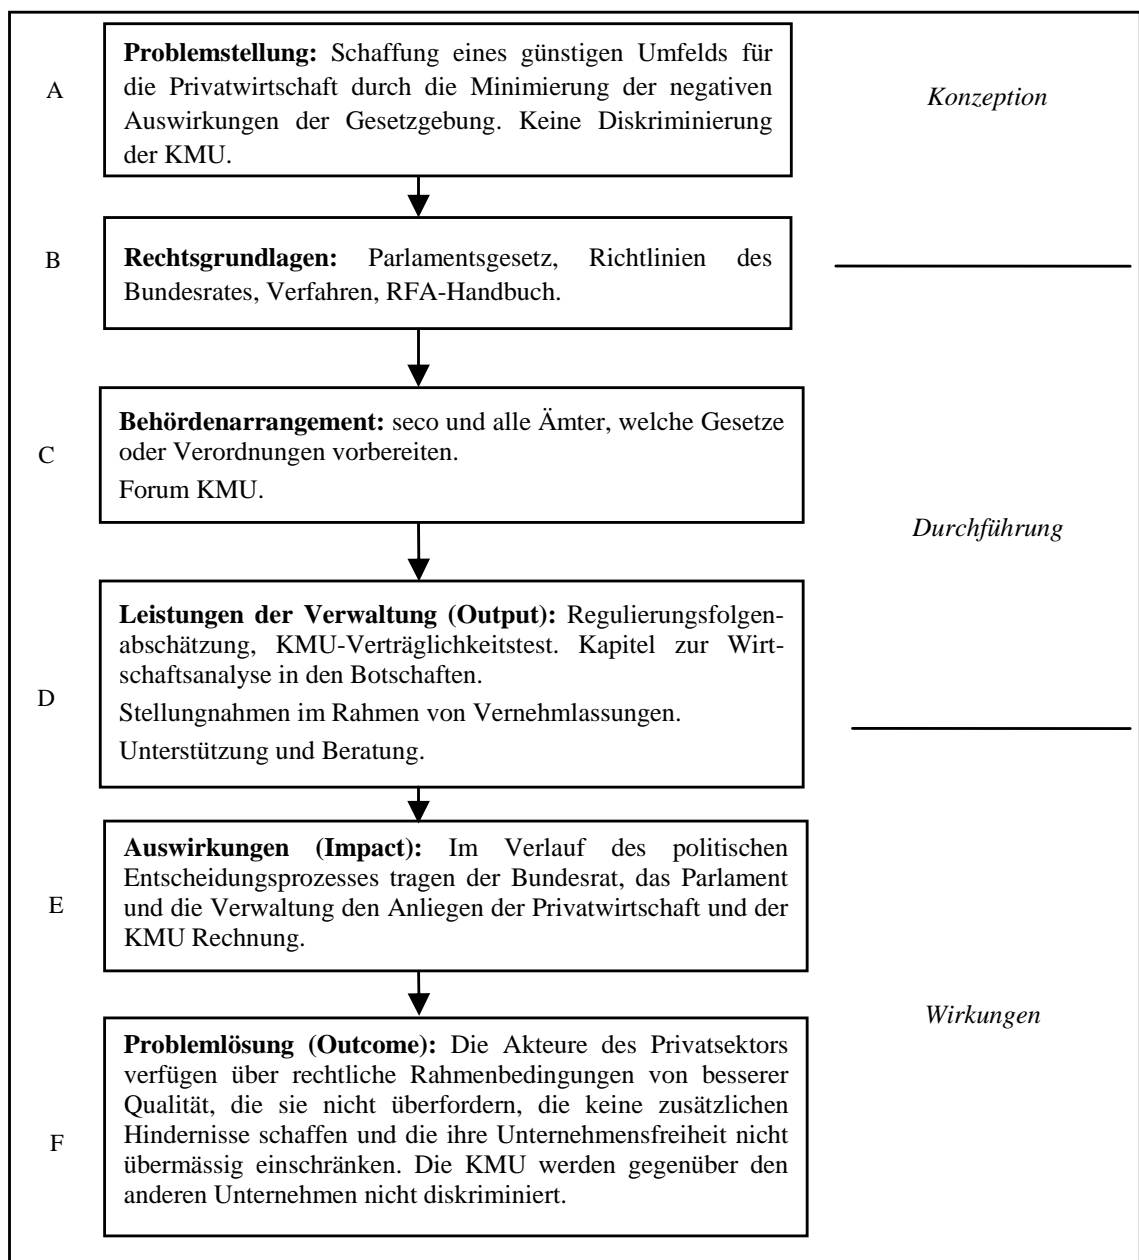 Problemstellung: Schaffung eines günstigen Umfelds für
A
die Privatwirtschaft durch die Minimierung der negativen
Konzeption
Auswirkungen der Gesetzgebung. Keine Diskriminierung
der KMU.
B
Rechtsgrundlagen: Parlamentsgesetz, Richtlinien des
Bundesrates, Verfahren, RFA-Handbuch.
Behördenarrangement: seco und alle Ämter, welche Gesetze
oder Verordnungen vorbereiten.
C
Forum KMU.
Durchführung
Leistungen der Verwaltung (Output): Regulierungsfolgen-
abschätzung, KMU-Verträglichkeitstest. Kapitel zur Wirt-
schaftsanalyse in den Botschaften.
D
Stellungnahmen im Rahmen von Vernehmlassungen.
Unterstützung und Beratung.
Auswirkungen (Impact): Im Verlauf des politischen
Entscheidungsprozesses tragen der Bundesrat, das Parlament
E
und die Verwaltung den Anliegen der Privatwirtschaft und der
KMU Rechnung.
Wirkungen
Problemlösung (Outcome): Die Akteure des Privatsektors
verfügen über rechtliche Rahmenbedingungen von besserer
Qualität, die sie nicht überfordern, die keine zusätzlichen
Hindernisse schaffen und die ihre Unternehmensfreiheit nicht
F
übermässig einschränken. Die KMU werden gegenüber den
anderen Unternehmen nicht diskriminiert.